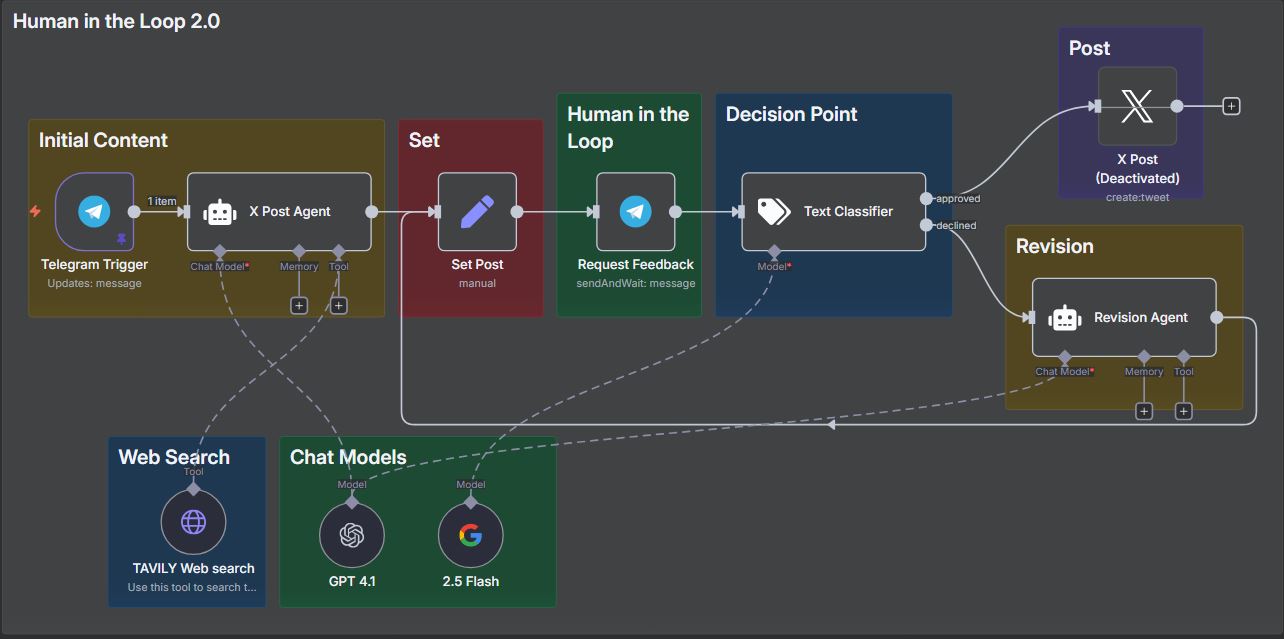 Human in the Loop 2.0
Initial Content
1 item
X Post Agent
Telegram Trigger
Updates: message
Chat Model*
Memory
Tool
Set
Set Post
manual
Human in the
Loop
Request Feedback
sendAndWait: message
Decision Point
Text Classifier
approved
declined
Model*
Post
X Post
(Deactivated)
create:tweet
Revision
Revision Agent
Chat Model*
Memory
Tool
Web Search
Tool
TAVILY Web search
Use this tool to search t...
Chat Models
Model
Model
GPT 4.1
2.5 Flash